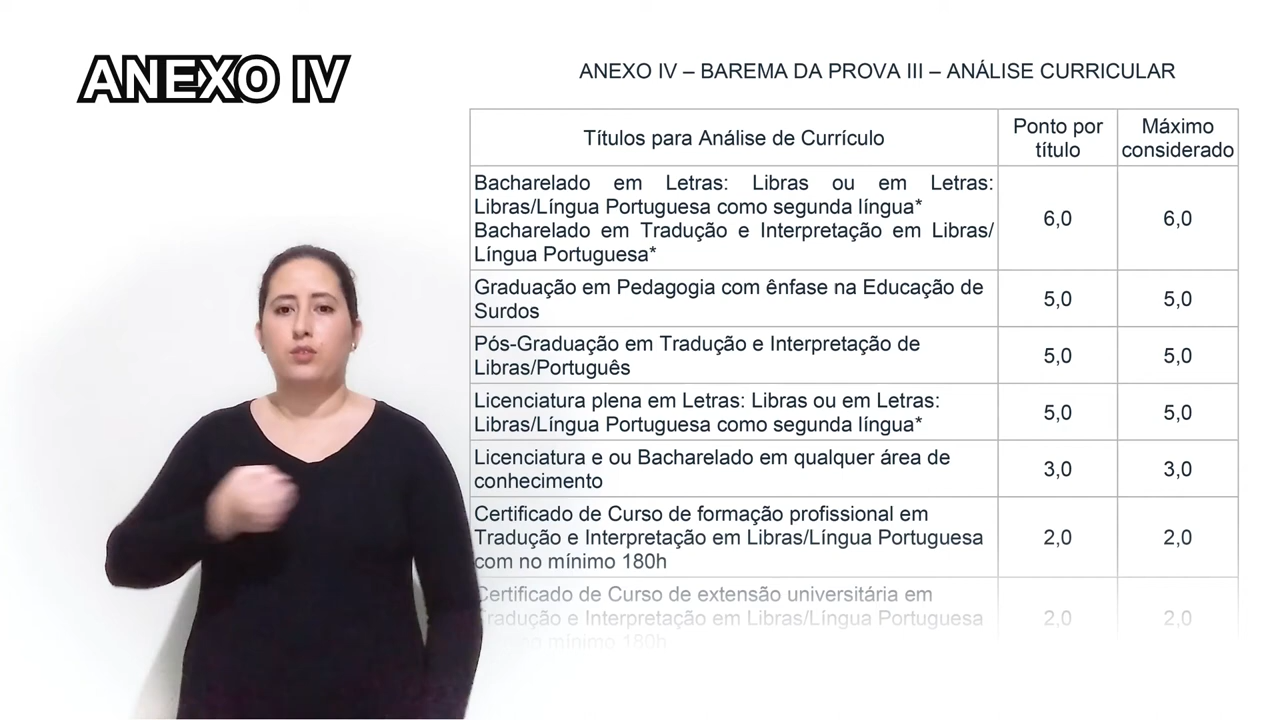 ANEXO IV
ANEXO IV – BAREMA DA PROVA III – ANÁLISE CURRICULAR
Títulos para Análise de Currículo
Ponto por
título
Máximo
considerado
Bacharelado em Letras: Libras ou em Letras:
Libras/Língua Portuguesa como segunda língua*
Bacharelado em Tradução e Interpretação em Libras/
Língua Portuguesa*
6,0
6,0
Graduação em Pedagogia com ênfase na Educação de
Surdos
5,0
5,0
Pós-Graduação em Tradução e Interpretação de
Libras/Português
5,0
5,0
Licenciatura plena em Letras: Libras ou em Letras:
Libras/Língua Portuguesa como segunda língua*
5,0
5,0
Licenciatura e ou Bacharelado em qualquer área de
conhecimento
3,0
3,0
Certificado de Curso de formação profissional em
Tradução e Interpretação em Libras/Língua Portuguesa
com no mínimo 180h
2,0
2,0
Certificado de Curso de extensão universitária em
Tradução e Interpretação em Libras/Língua Portuguesa
no mínimo 180h
2,0
2,0